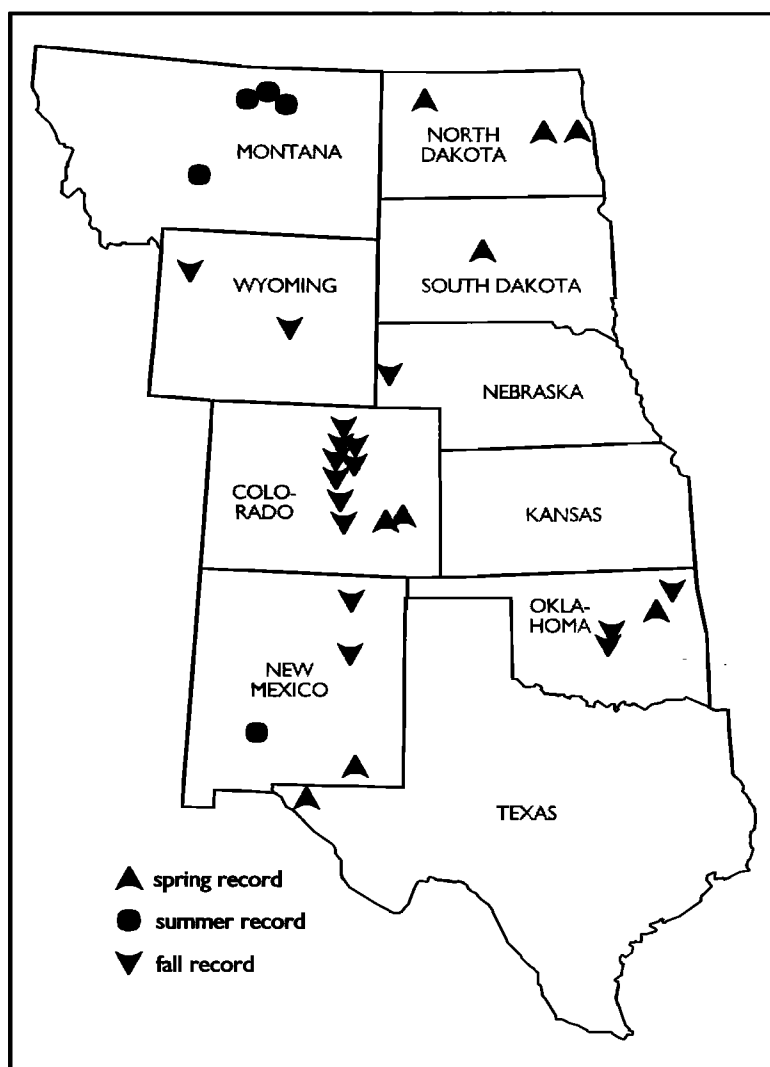 MONTANA
NORTH
DAKOTA
WYOMING
SOUTH DAKOTA
NEBRASKA
COLO-
RADO
KANSAS
OKLA-
HOMA
NEW
MEXICO
TEXAS
spring record
summer record
fall record